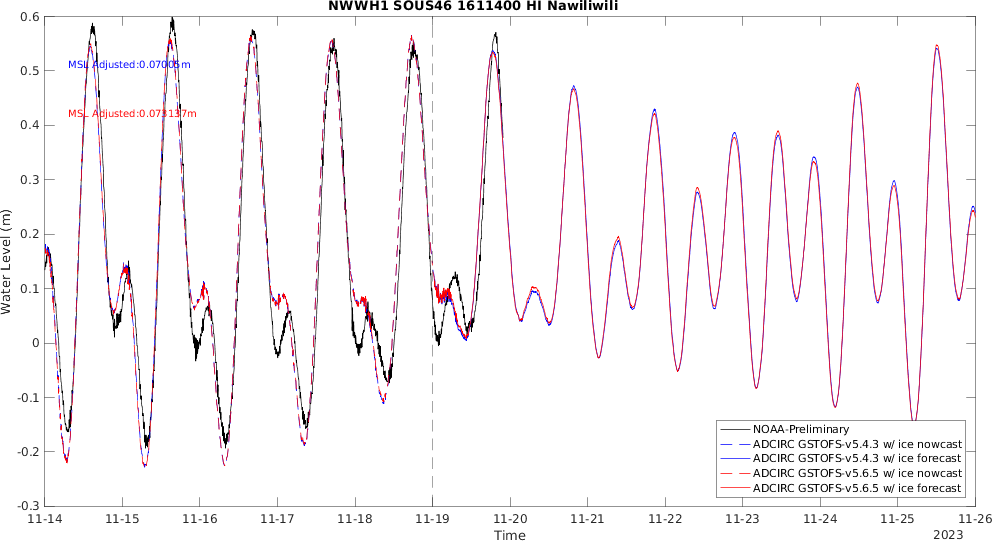 NWWH1 SOUS46 1611400 HI Nawiliwili
0.6
0.5
0.4
0.3
0.2
0.1
0
-0.1
-0.2
-0.3
Water Level (m)
MSL Adjusted:0.07005m
MSL Adjusted:0.073137m
NOAA-Preliminary
ADCIRC GSTOFS-v5.4.3 w/ ice nowcast
ADCIRC GSTOFS-v5.4.3 w/ ice forecast
ADCIRC GSTOFS-v5.6.5 w/ ice nowcast
ADCIRC GSTOFS-v5.6.5 w/ ice forecast
11-14 11-15 11-16 11-17 11-18 11-19 11-20 11-21 11-22 11-23 11-24 11-25 11-26
Time
2023